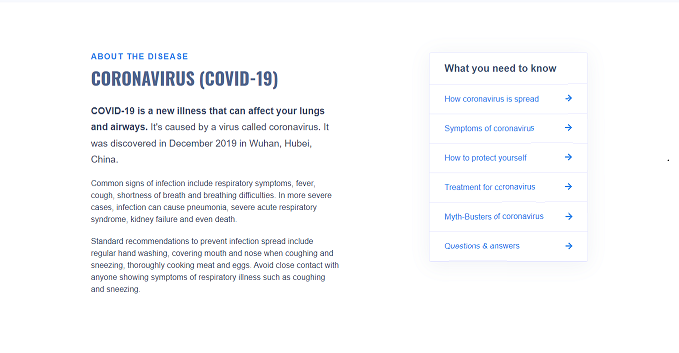 ABOUT THE DISEASE
CORONAVIRUS (COVID-19)
COVID-19 is a new illness that can affect your lungs
and airways. It's caused by a virus called coronavirus. It
was discovered in December 2019 in Wuhan, Hubei,
China.
Common signs of infection include respiratory symptoms, fever,
cough, shortness of breath and breathing difficulties. In more severe
cases, infection can cause pneumonia, severe acute respiratory
syndrome, kidney failure and even death.
Standard recommendations to prevent infection spread include
regular hand washing, covering mouth and nose when coughing and
sneezing, thoroughly cooking meat and eggs. Avoid close contact with
anyone showing symptoms of respiratory illness such as coughing
and sneezing.
What you need to know
How coronavirus is spread
Symptoms of coronavirus
How to protect yourself
Treatment for coronavirus
Myth-Busters of coronavirus
Questions & answers